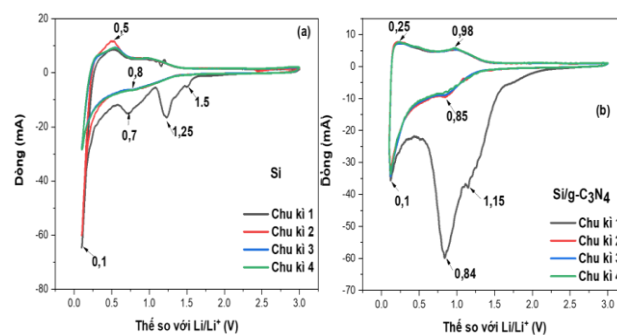 (a)
0,5
0,8
1.5
0,7
1,25
0,1
Si
Chu kì 1
Chu kì 2
Chu kì 3
Chu kì 4
Dòng (mA)
80
60
40
20
0
-20
-40
-60
-80
0.0 0.5 1.0 1.5 2.0 2.5 3.0
Thế so với Li/Li⁺ (V)
(b)
0,25
0,98
0,85
0,1
1,15
0,84
Si/g-C₃N₄
Chu kì 1
Chu kì 2
Chu kì 3
Chu kì 4
Dòng (mA)
20
10
0
-10
-20
-30
-40
-50
-60
-70
0.0 0.5 1.0 1.5 2.0 2.5 3.0
Thế so với Li/Li⁺ (V)